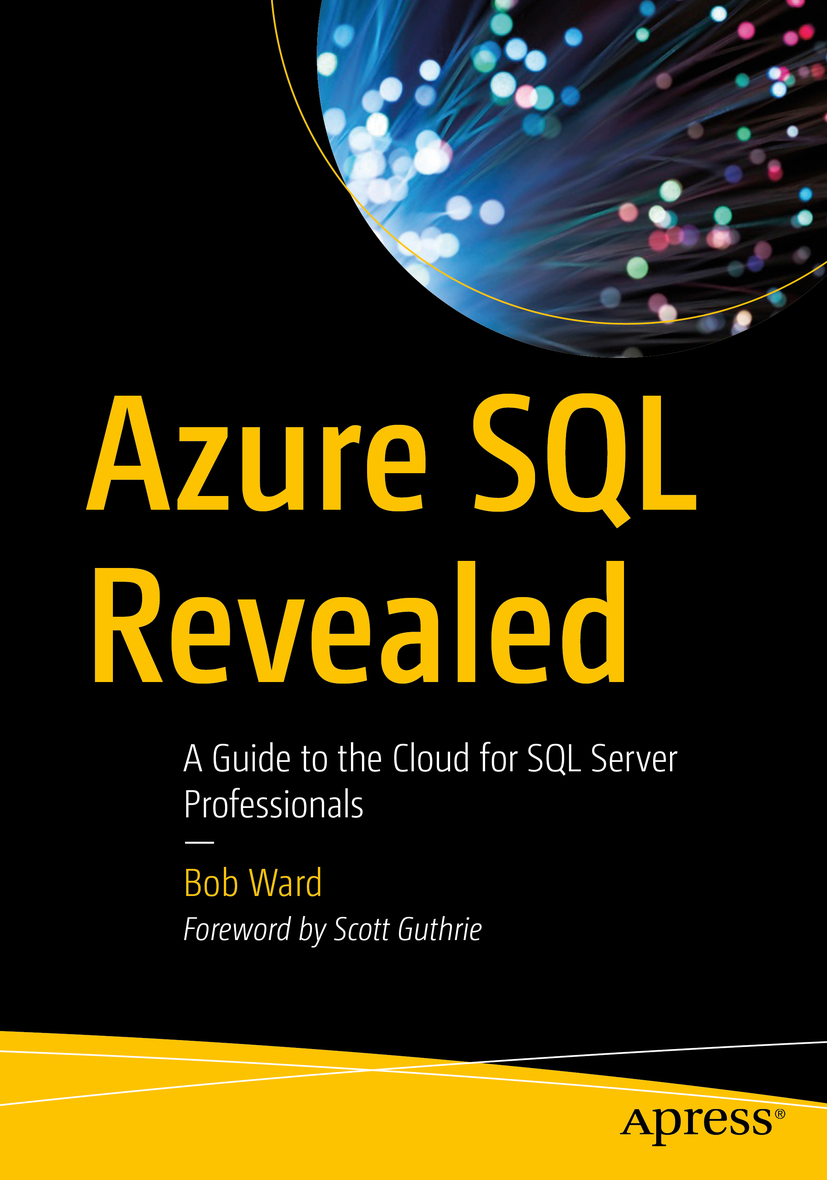 Azure SQL
Revealed
A Guide to the Cloud for SQL Server
Professionals
—
Bob Ward
Foreword by Scott Guthrie
Apress®